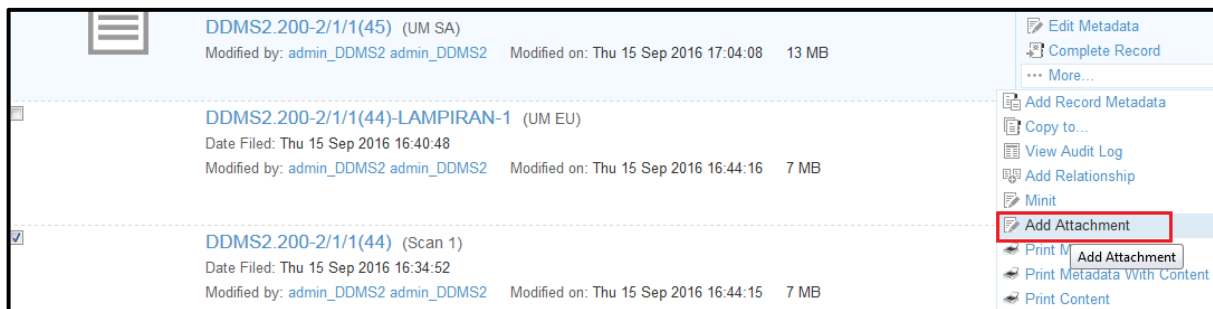 DDMS2.200-2/1/1(45) (UM SA)
Modified by: admin_DDMS2 admin_DDMS2 Modified on: Thu 15 Sep 2016 17:04:08 13 MB
DDMS2.200-2/1/1(44)-LAMPIRAN-1 (UM EU)
Date Filed: Thu 15 Sep 2016 16:40:48
Modified by: admin_DDMS2 admin_DDMS2 Modified on: Thu 15 Sep 2016 16:44:16 7 MB
DDMS2.200-2/1/1(44) (Scan 1)
Date Filed: Thu 15 Sep 2016 16:34:52
Modified by: admin_DDMS2 admin_DDMS2 Modified on: Thu 15 Sep 2016 16:44:15 7 MB
Edit Metadata
Complete Record
... More...
Add Record Metadata
Copy to...
View Audit Log
Add Relationship
Minit
Add Attachment
Print M
Add Attachment
Print Metadata With Content
Print Content